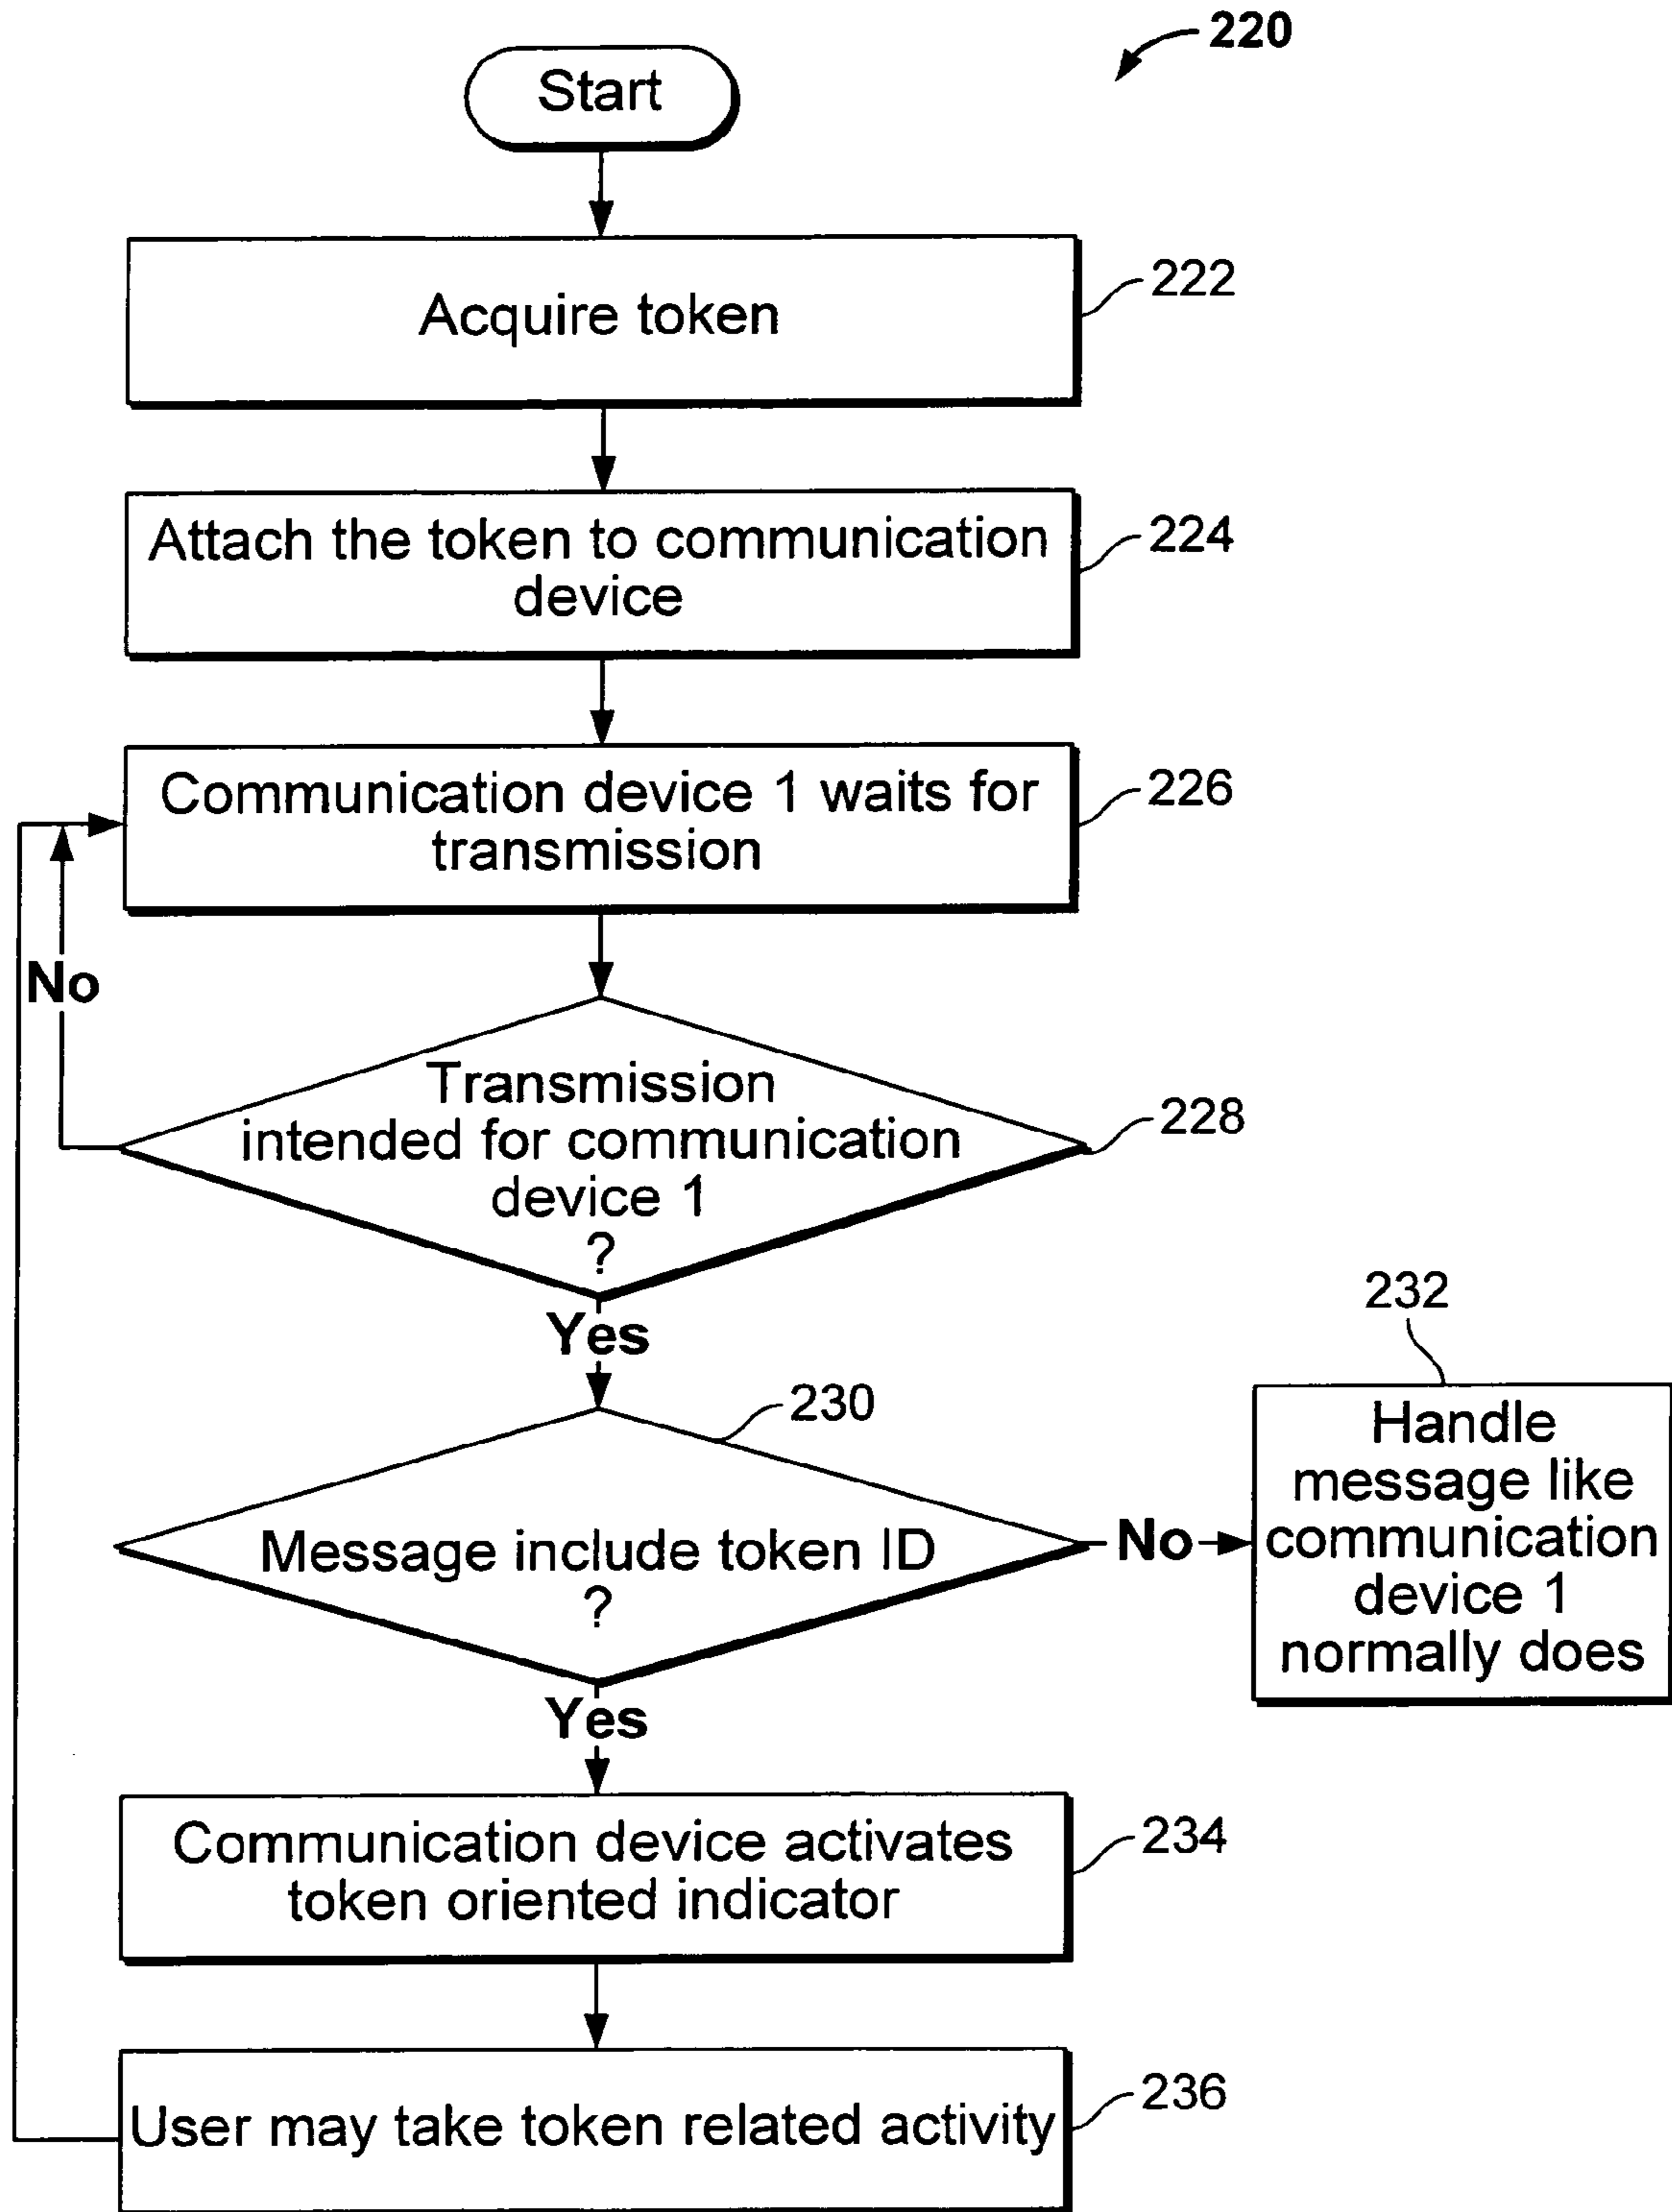 220
Start
Acquire token
222
Attach the token to communication
device
224
Communication device 1 waits for
transmission
226
No
Transmission
intended for communication
device 1
?
228
Yes
230
232
Message include token ID
?
No
Handle
message like
communication
device 1
normally does
Yes
Communication device activates
token oriented indicator
234
User may take token related activity
236